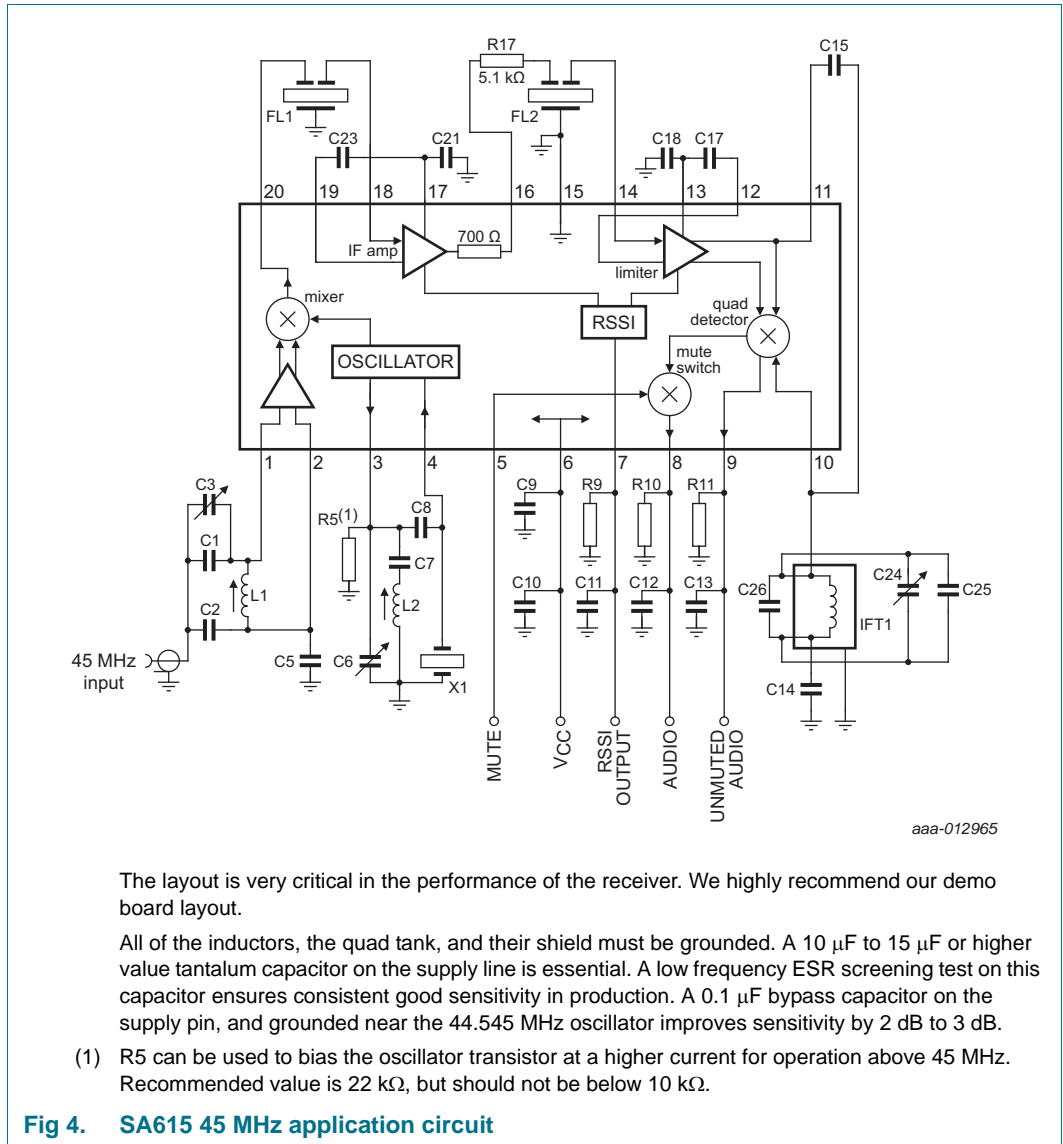 R17
C15
5.1 kΩ
FL1
FL2
C23
C21
C18
C17
20
19
18
17
16
15
14
13
12
11
700 Ω
IF amp
limiter
mixer
quad
detector
RSSI
OSCILLATOR
mute
switch
1
2
3
4
5
6
7
8
9
10
C3
R5(1)
C8
C9
R9
R10
R11
C1
C7
L1
C2
L2
C10
C11
C12
C13
C26
C24
C25
IFT1
45 MHz
input
C5
C6
X1
C14
MUTE
VCC
RSSI
OUTPUT
AUDIO
UNMUTED
AUDIO
aaa-012965
The layout is very critical in the performance of the receiver. We highly recommend our demo
board layout.
All of the inductors, the quad tank, and their shield must be grounded. A 10 μF to 15 μF or higher
value tantalum capacitor on the supply line is essential. A low frequency ESR screening test on this
capacitor ensures consistent good sensitivity in production. A 0.1 μF bypass capacitor on the
supply pin, and grounded near the 44.545 MHz oscillator improves sensitivity by 2 dB to 3 dB.
(1) R5 can be used to bias the oscillator transistor at a higher current for operation above 45 MHz.
Recommended value is 22 kΩ, but should not be below 10 kΩ.
Fig 4. SA615 45 MHz application circuit